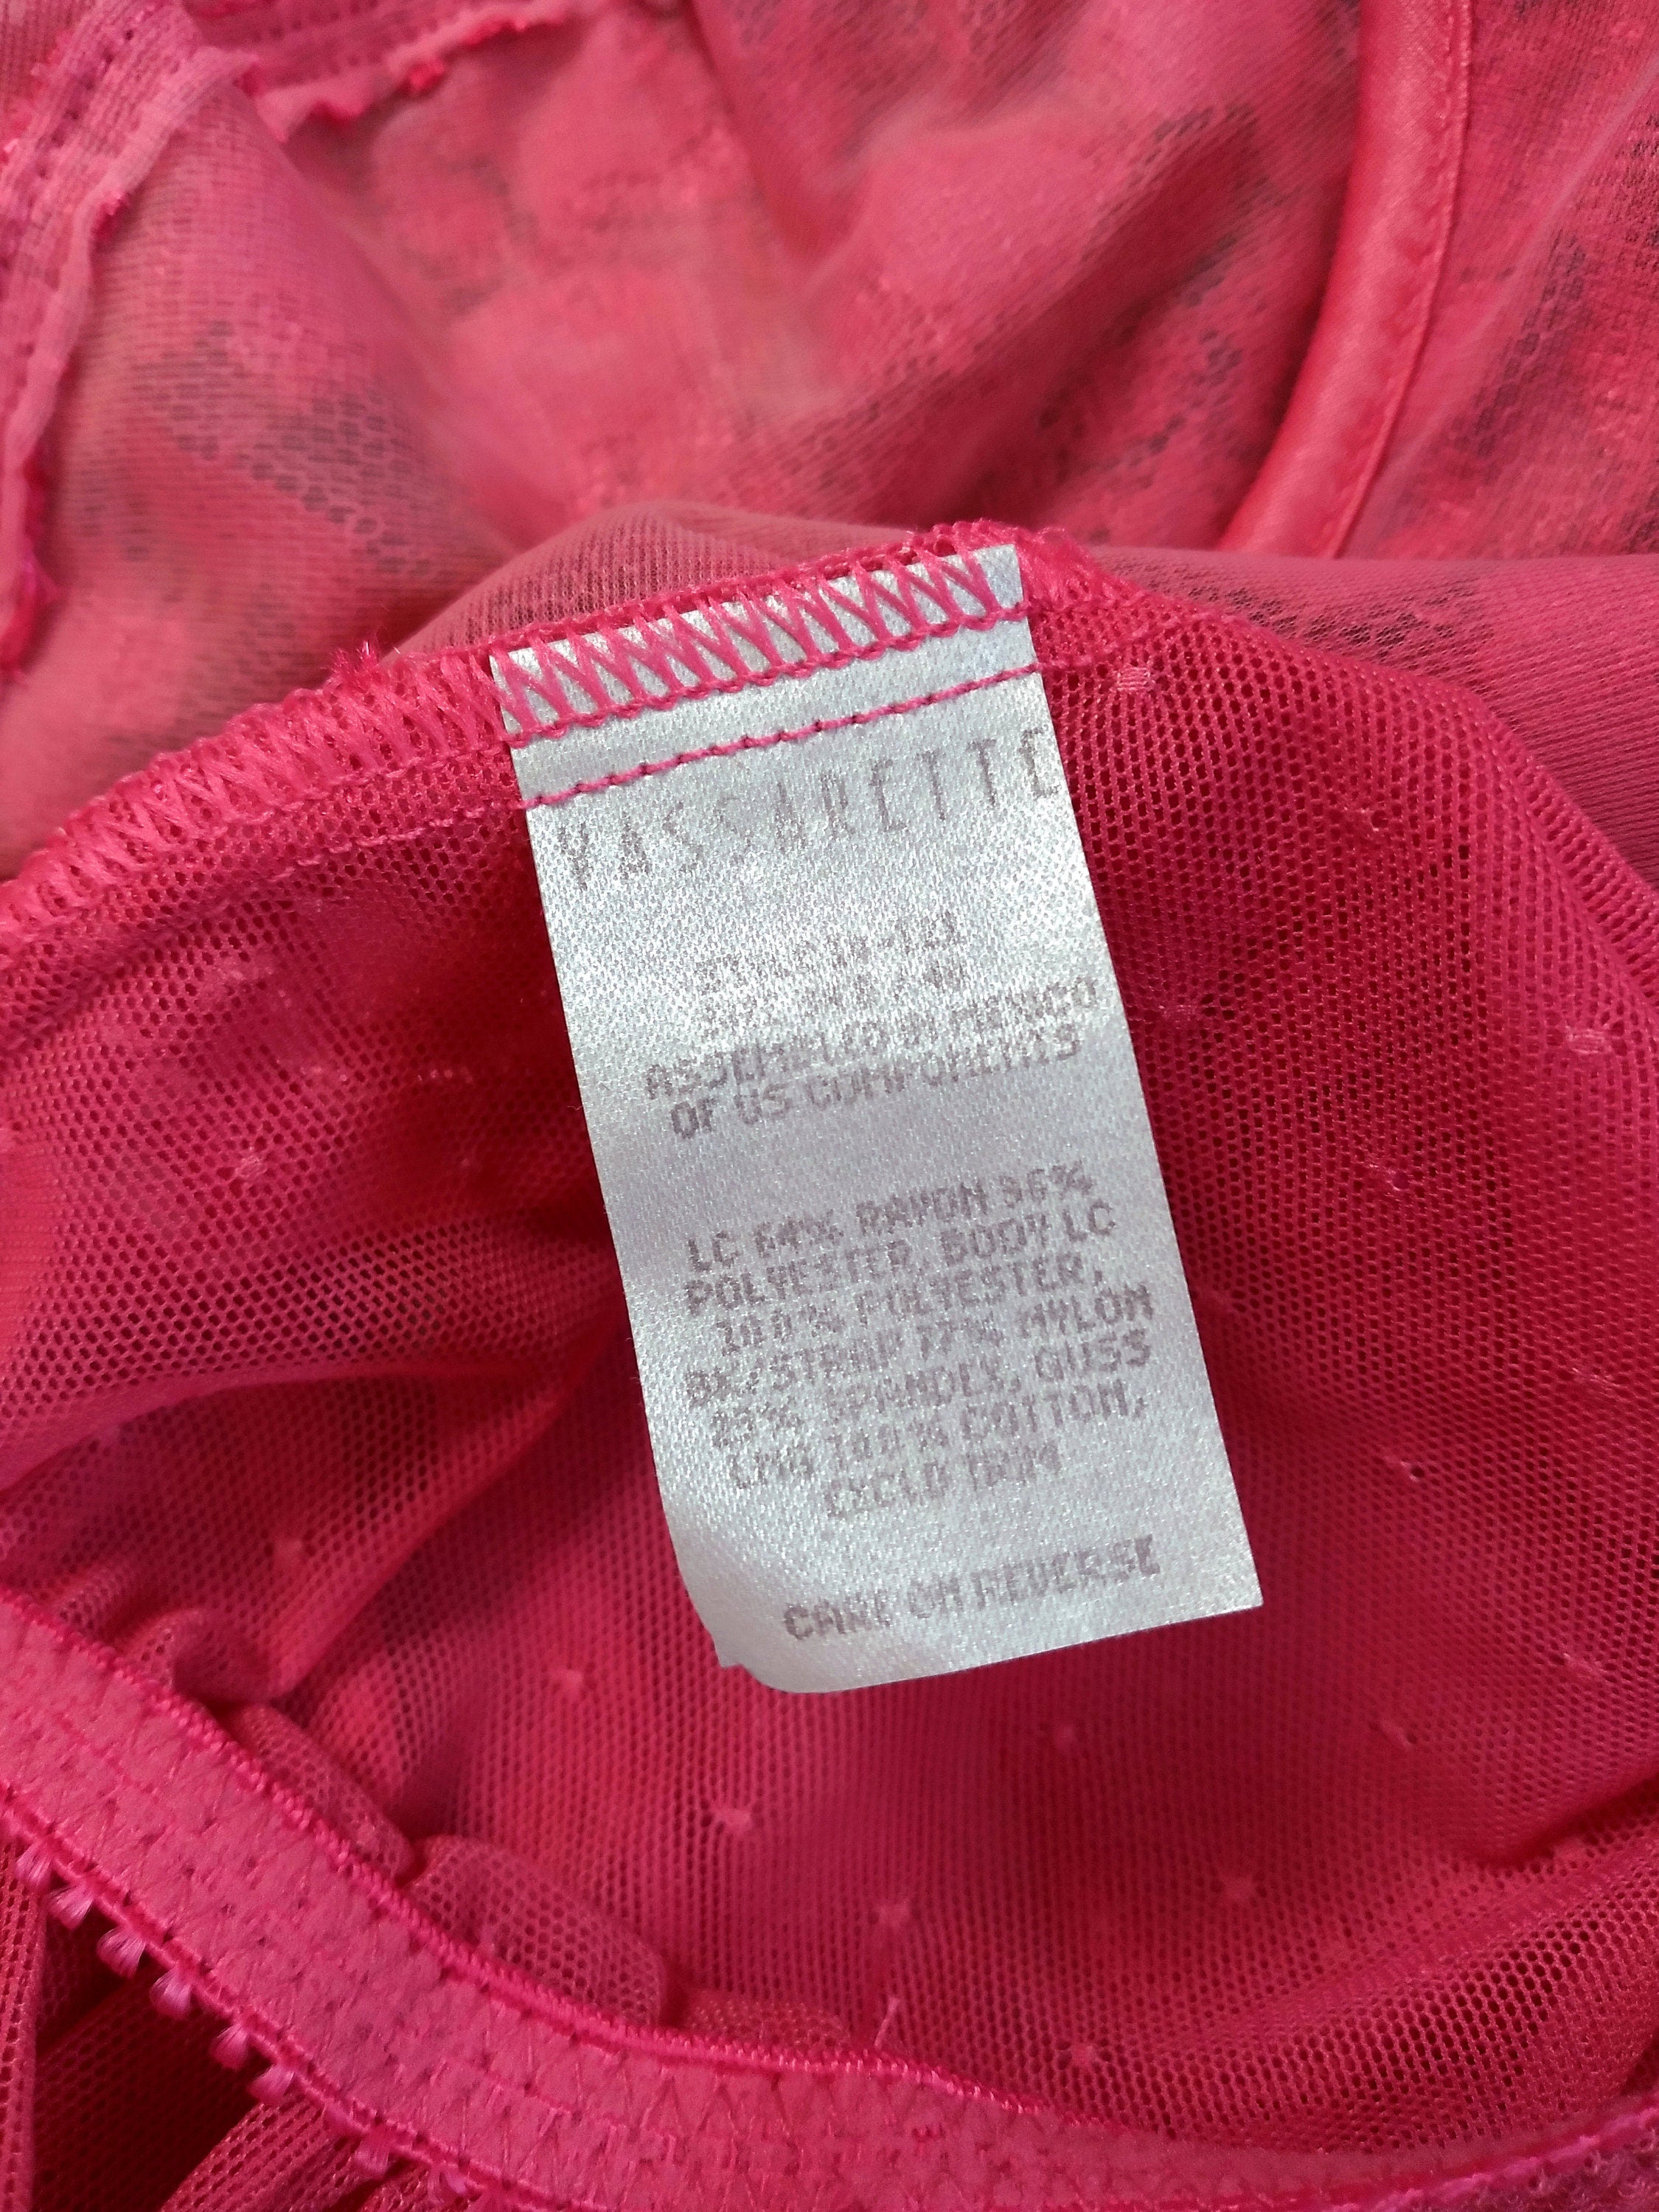 VASSARETTE
ASSEMBLED IN MEXICO
OF US COMPONENTS
LC 64% RAYON 36%
POLYESTER, BODY LC
100% POLYESTER,
BK/STRAP 77% NYLON
23% SPANDEX, GUSS
LNG 100% COTTON,
EXCLD TRIM
CARE ON REVERSE